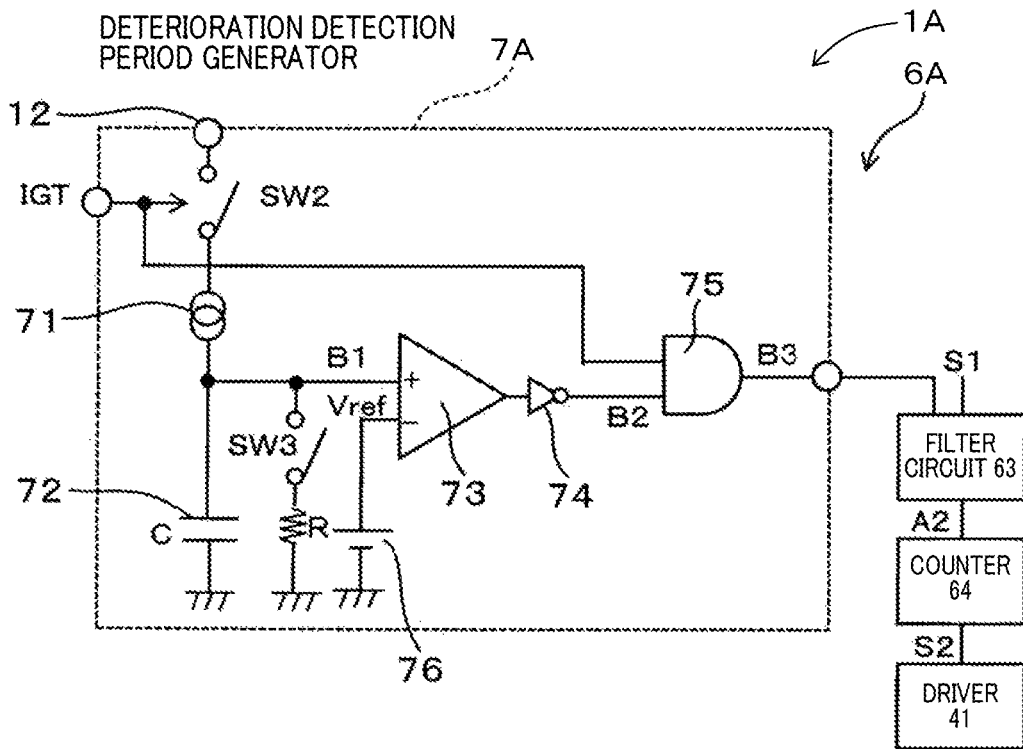 DETERIORATION DETECTION
PERIOD GENERATOR
7A
1A
6A
12
IGT
SW2
71
75
B1
B3
S1
Vref
+
−
B2
SW3
FILTER
CIRCUIT 63
72
73
74
C
R
A2
COUNTER
64
76
S2
DRIVER
41